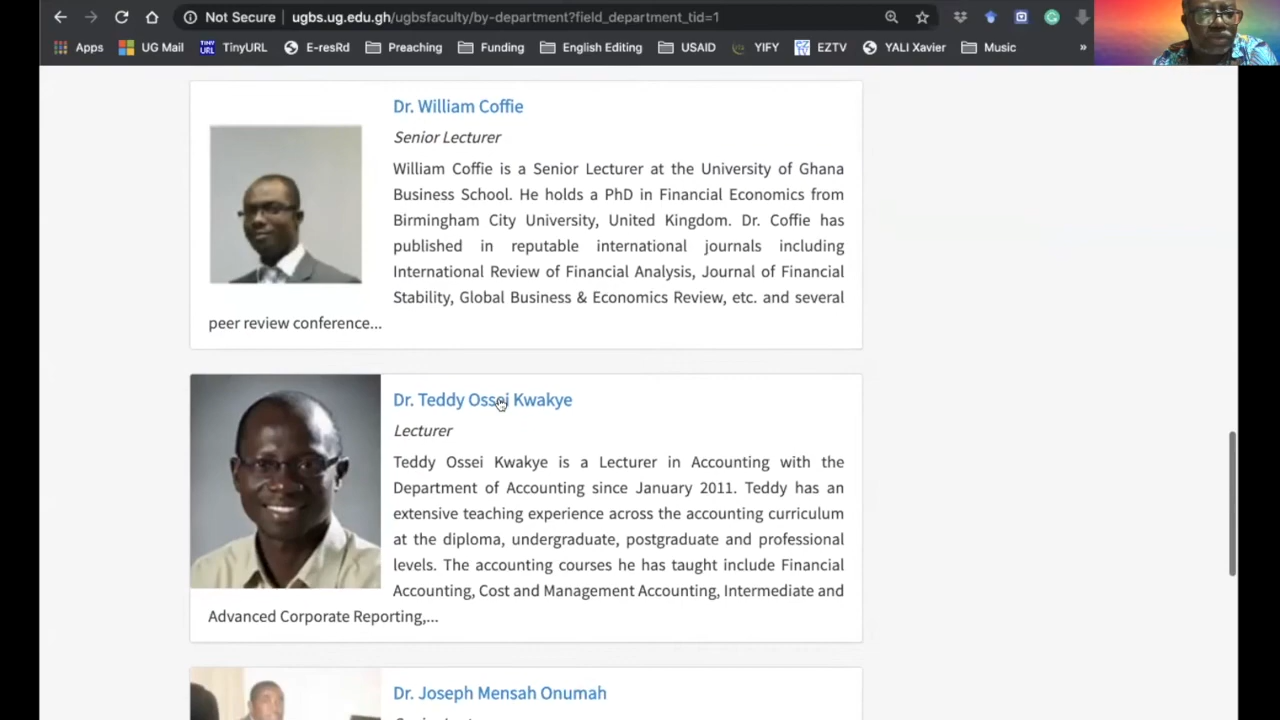 Not Secure ugbs.ug.edu.gh/ugbsfaculty/by-department?field_department_tid=1
Apps UG Mail TINY URL TinyURL E-resRd Preaching Funding English Editing USAID YIFY EZTV YALI Xavier Music »
Dr. William Coffie
Senior Lecturer
William Coffie is a Senior Lecturer at the University of Ghana
Business School. He holds a PhD in Financial Economics from
Birmingham City University, United Kingdom. Dr. Coffie has
published in reputable international journals including
International Review of Financial Analysis, Journal of Financial
Stability, Global Business & Economics Review, etc. and several
peer review conference...
Dr. Teddy Ossei Kwakye
Lecturer
Teddy Ossei Kwakye is a Lecturer in Accounting with the
Department of Accounting since January 2011. Teddy has an
extensive teaching experience across the accounting curriculum
at the diploma, undergraduate, postgraduate and professional
levels. The accounting courses he has taught include Financial
Accounting, Cost and Management Accounting, Intermediate and
Advanced Corporate Reporting,...
Dr. Joseph Mensah Onumah